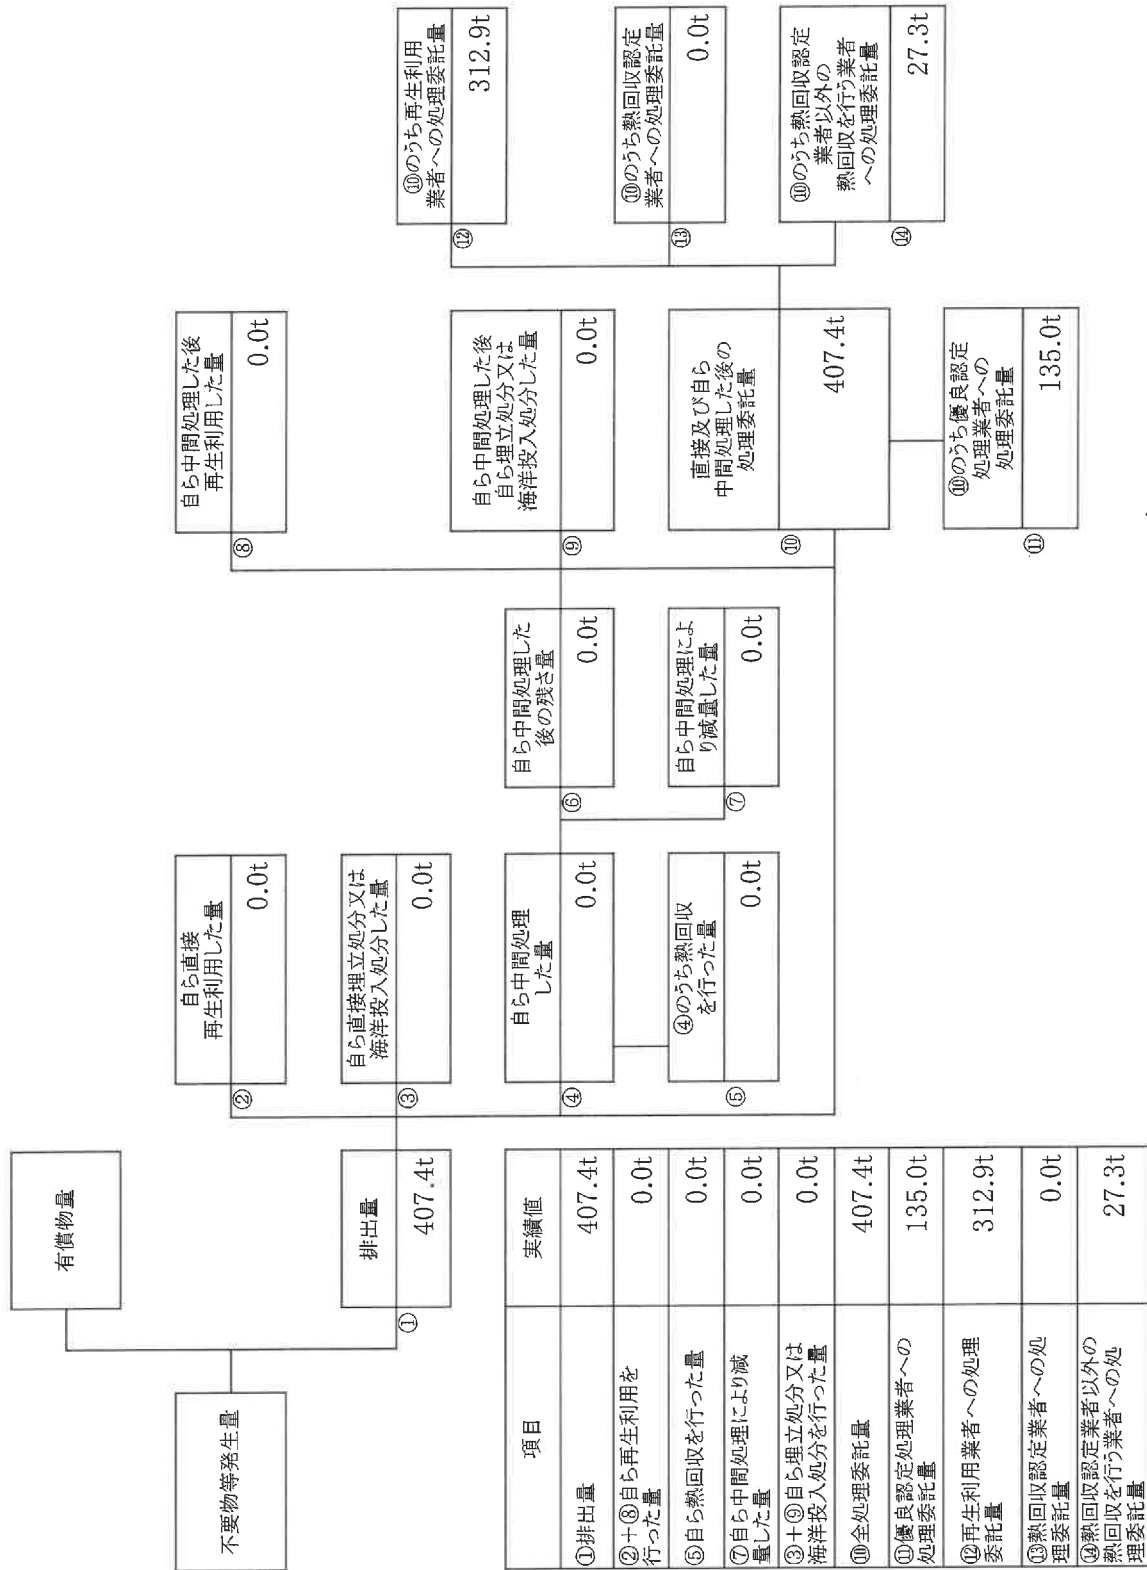 不要物等発生量
有償物量
①
排出量
407.4t
②
自ら直接
再生利用した量
0.0t
③
自ら直接埋立処分又は
海洋投入処分した量
0.0t
④
自ら中間処理
した量
0.0t
⑤
④のうち熱回収
を行った量
0.0t
⑥
自ら中間処理した
後の残さ量
0.0t
⑦
自ら中間処理によ
り減量した量
0.0t
⑧
自ら中間処理した後
再生利用した量
0.0t
⑨
自ら中間処理した後
自ら埋立処分又は
海洋投入処分した量
0.0t
⑩
直接及び自ら
中間処理した後の
処理委託量
407.4t
⑪
⑩のうち優良認定
処理業者への
処理委託量
135.0t
⑫
⑩のうち再生利用
業者への処理委託量
312.9t
⑬
⑩のうち熱回収認定
業者への処理委託量
0.0t
⑭
⑩のうち熱回収認定
業者以外の
熱回収を行う業者
への処理委託量
27.3t
項目
実績値
①排出量
407.4t
②+⑧自ら再生利用を
行った量
0.0t
⑤自ら熱回収を行った量
0.0t
⑦自ら中間処理により減
量した量
0.0t
③+⑨自ら埋立処分又は
海洋投入処分を行った量
0.0t
⑩全処理委託量
407.4t
⑪優良認定処理業者への
処理委託量
135.0t
⑫再生利用業者への処理
委託量
312.9t
⑬熱回収認定業者への処
理委託量
0.0t
⑭熱回収認定業者以外の
熱回収を行う業者への処
理委託量
27.3t